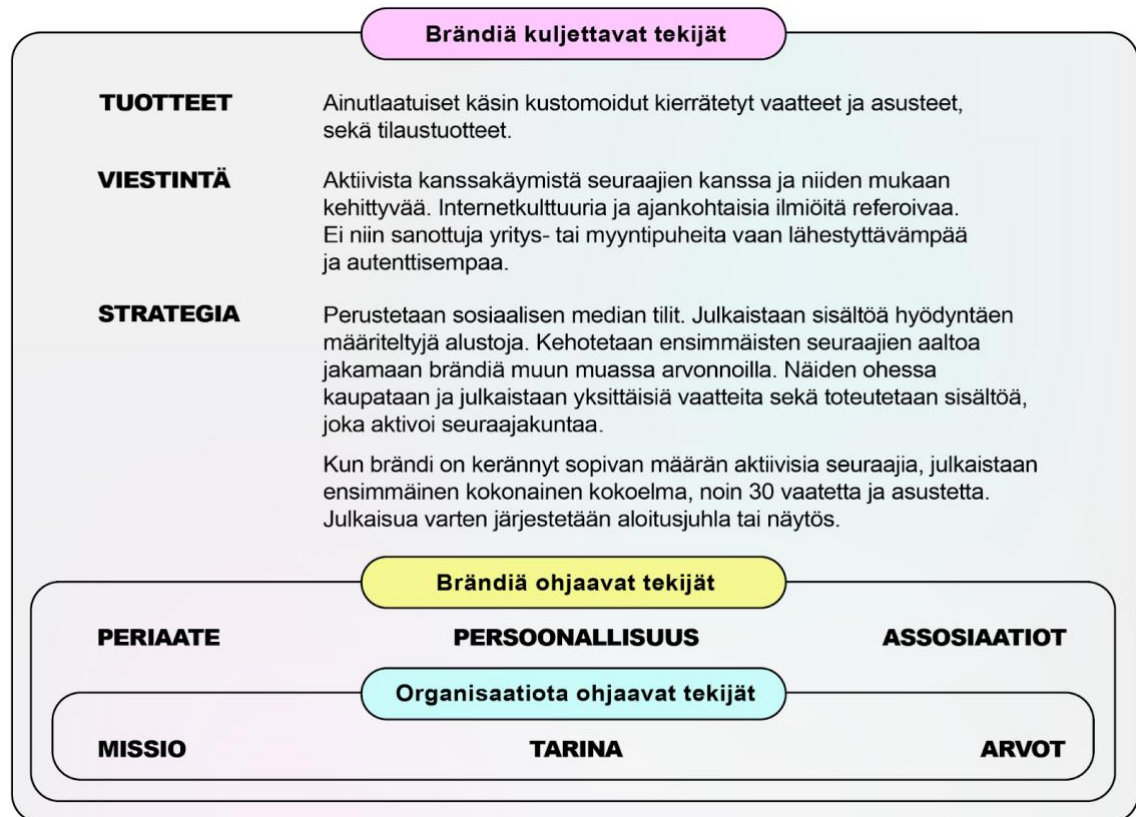 Brändiä kuljettavat tekijät
TUOTTEET
Ainutlaatuiset käsin kustomoidut kierrätetyt vaatteet ja asusteet,
sekä tilaustuotteet.
VIESTINTÄ
Aktiivista kanssakäymistä seuraajien kanssa ja niiden mukaan
kehittyvää. Internetkulttuuria ja ajankohtaisia ilmiöitä referoivaa.
Ei niin sanottuja yritys- tai myyntipuheita vaan lähestyttävämpää
ja autenttisempaa.
STRATEGIA
Perustetaan sosiaalisen median tilit. Julkaistaan sisältöä hyödyntäen
määriteltyjä alustoja. Kehotetaan ensimmäisten seuraajien aaltoa
jakamaan brändiä muun muassa arvonnoilla. Näiden ohessa
kaupataan ja julkaistaan yksittäisiä vaatteita sekä toteutetaan sisältöä,
joka aktivoi seuraajakuntaa.
Kun brändi on kerännyt sopivan määrän aktiivisia seuraajia, julkaistaan
ensimmäinen kokonainen kokoelma, noin 30 vaatetta ja asustetta.
Julkaisua varten järjestetään aloitusjuhla tai näytös.
Brändiä ohjaavat tekijät
PERIAATE PERSOONALLISUUS ASSOSIAATIOT
Organisaatiota ohjaavat tekijät
MISSIO TARINA ARVOT